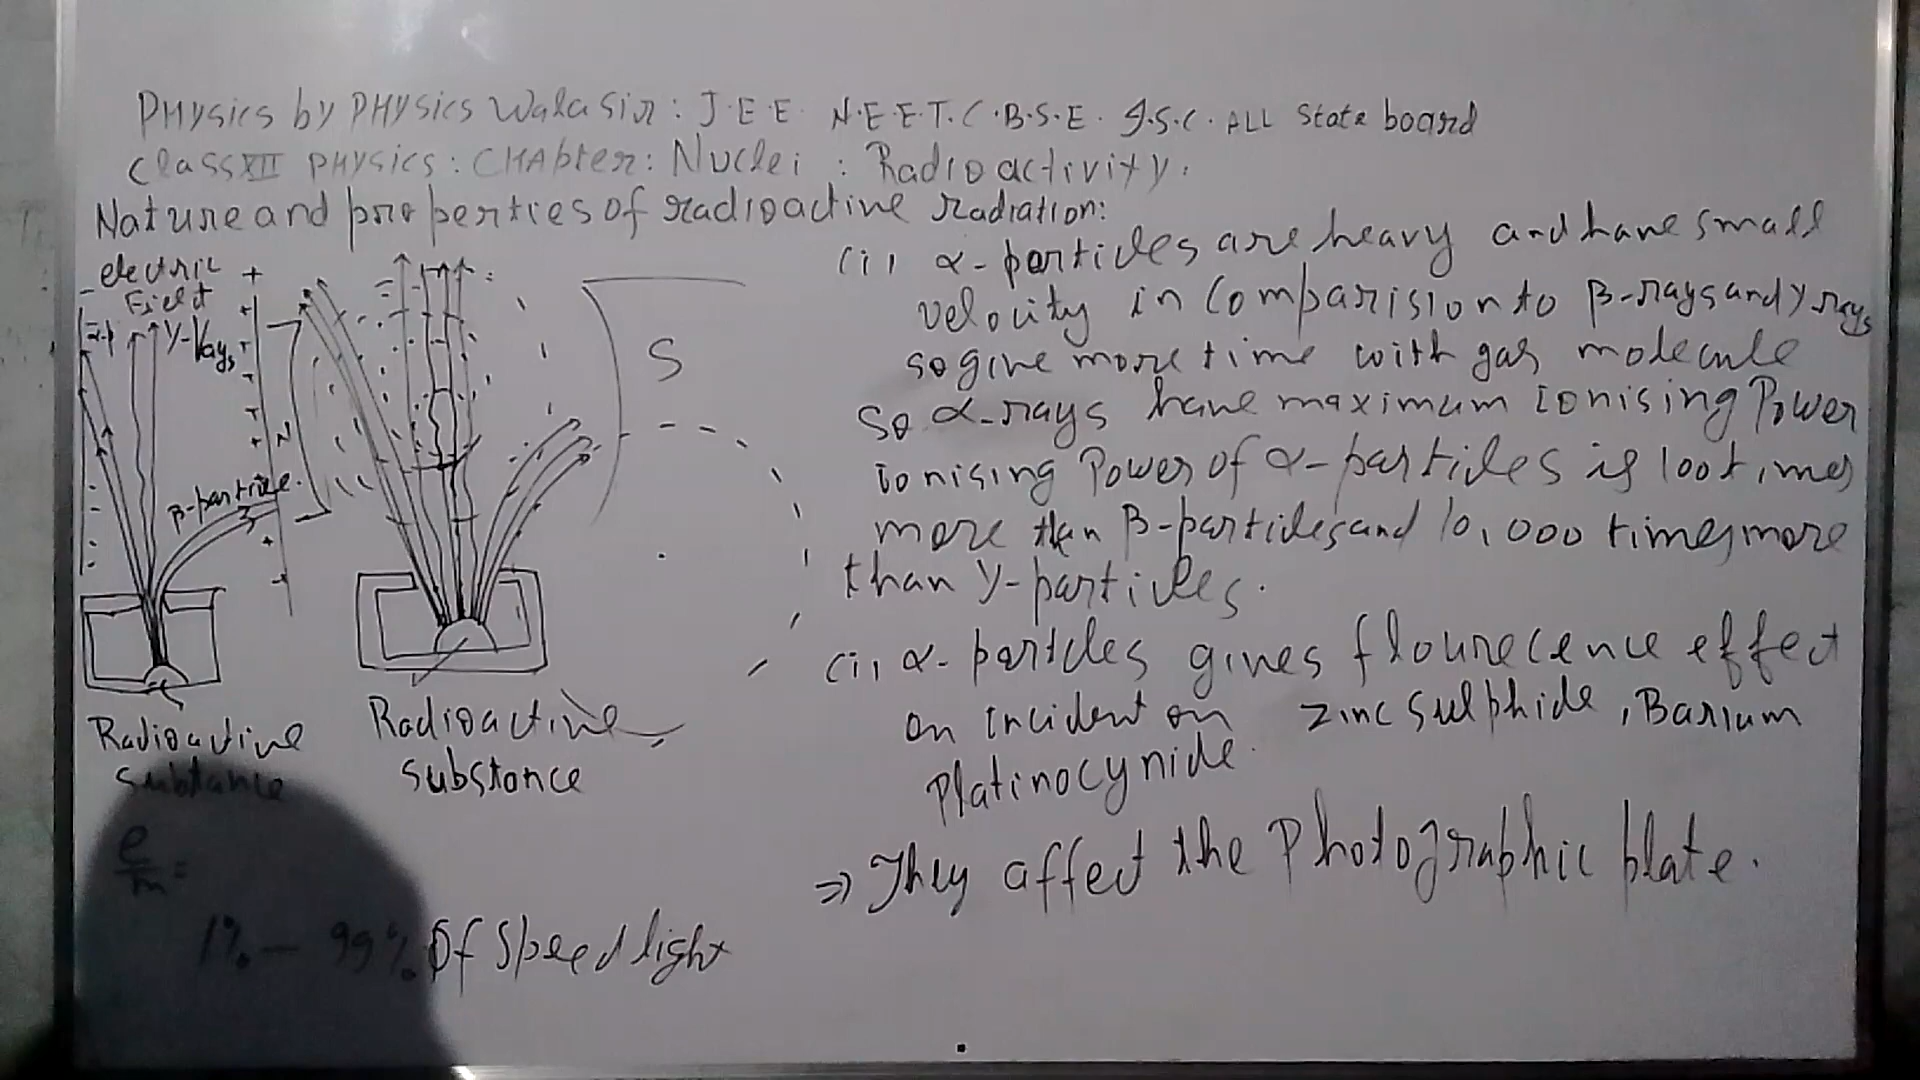 PHysics by PHYsics Walasir: J.E.E. N.E.E.T. C.B.S.E. I.S.C. ALL State board
Class XII PHYSICS: CHApter: Nuclei : Radioactivity.
Nature and properties of radioactive radiation:
electric
Field
γ-Rays
β-particle
N
S
Radioactive
substance
Radioactive
substance
e/m =
1% - 99% Of Speed light
(i) α-particles are heavy and have small
velocity in Comparision to β-rays and γ rays
so give more time with gas molecule
So α-rays have maximum ionising Power
ionising Power of α-particles is 100 times
more than β-particles and 10,000 times more
than γ-particles.
(ii) α-particles gives flourecence effect
on incident on zinc sulphide, Barium
Platinocynide.
⇒ They affect the Photographic plate.